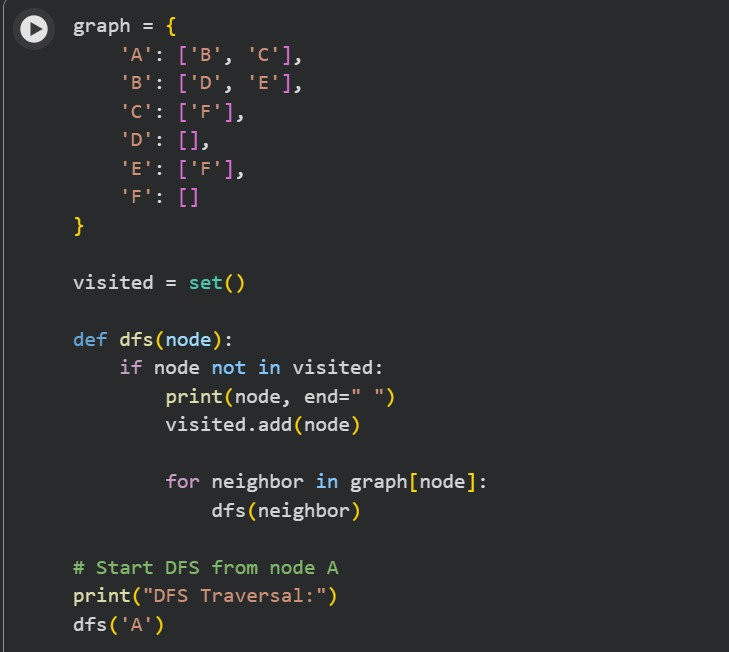 graph = {
    'A': ['B', 'C'],
    'B': ['D', 'E'],
    'C': ['F'],
    'D': [],
    'E': ['F'],
    'F': []
}

visited = set()

def dfs(node):
    if node not in visited:
        print(node, end=" ")
        visited.add(node)

        for neighbor in graph[node]:
            dfs(neighbor)

# Start DFS from node A
print("DFS Traversal:")
dfs('A')